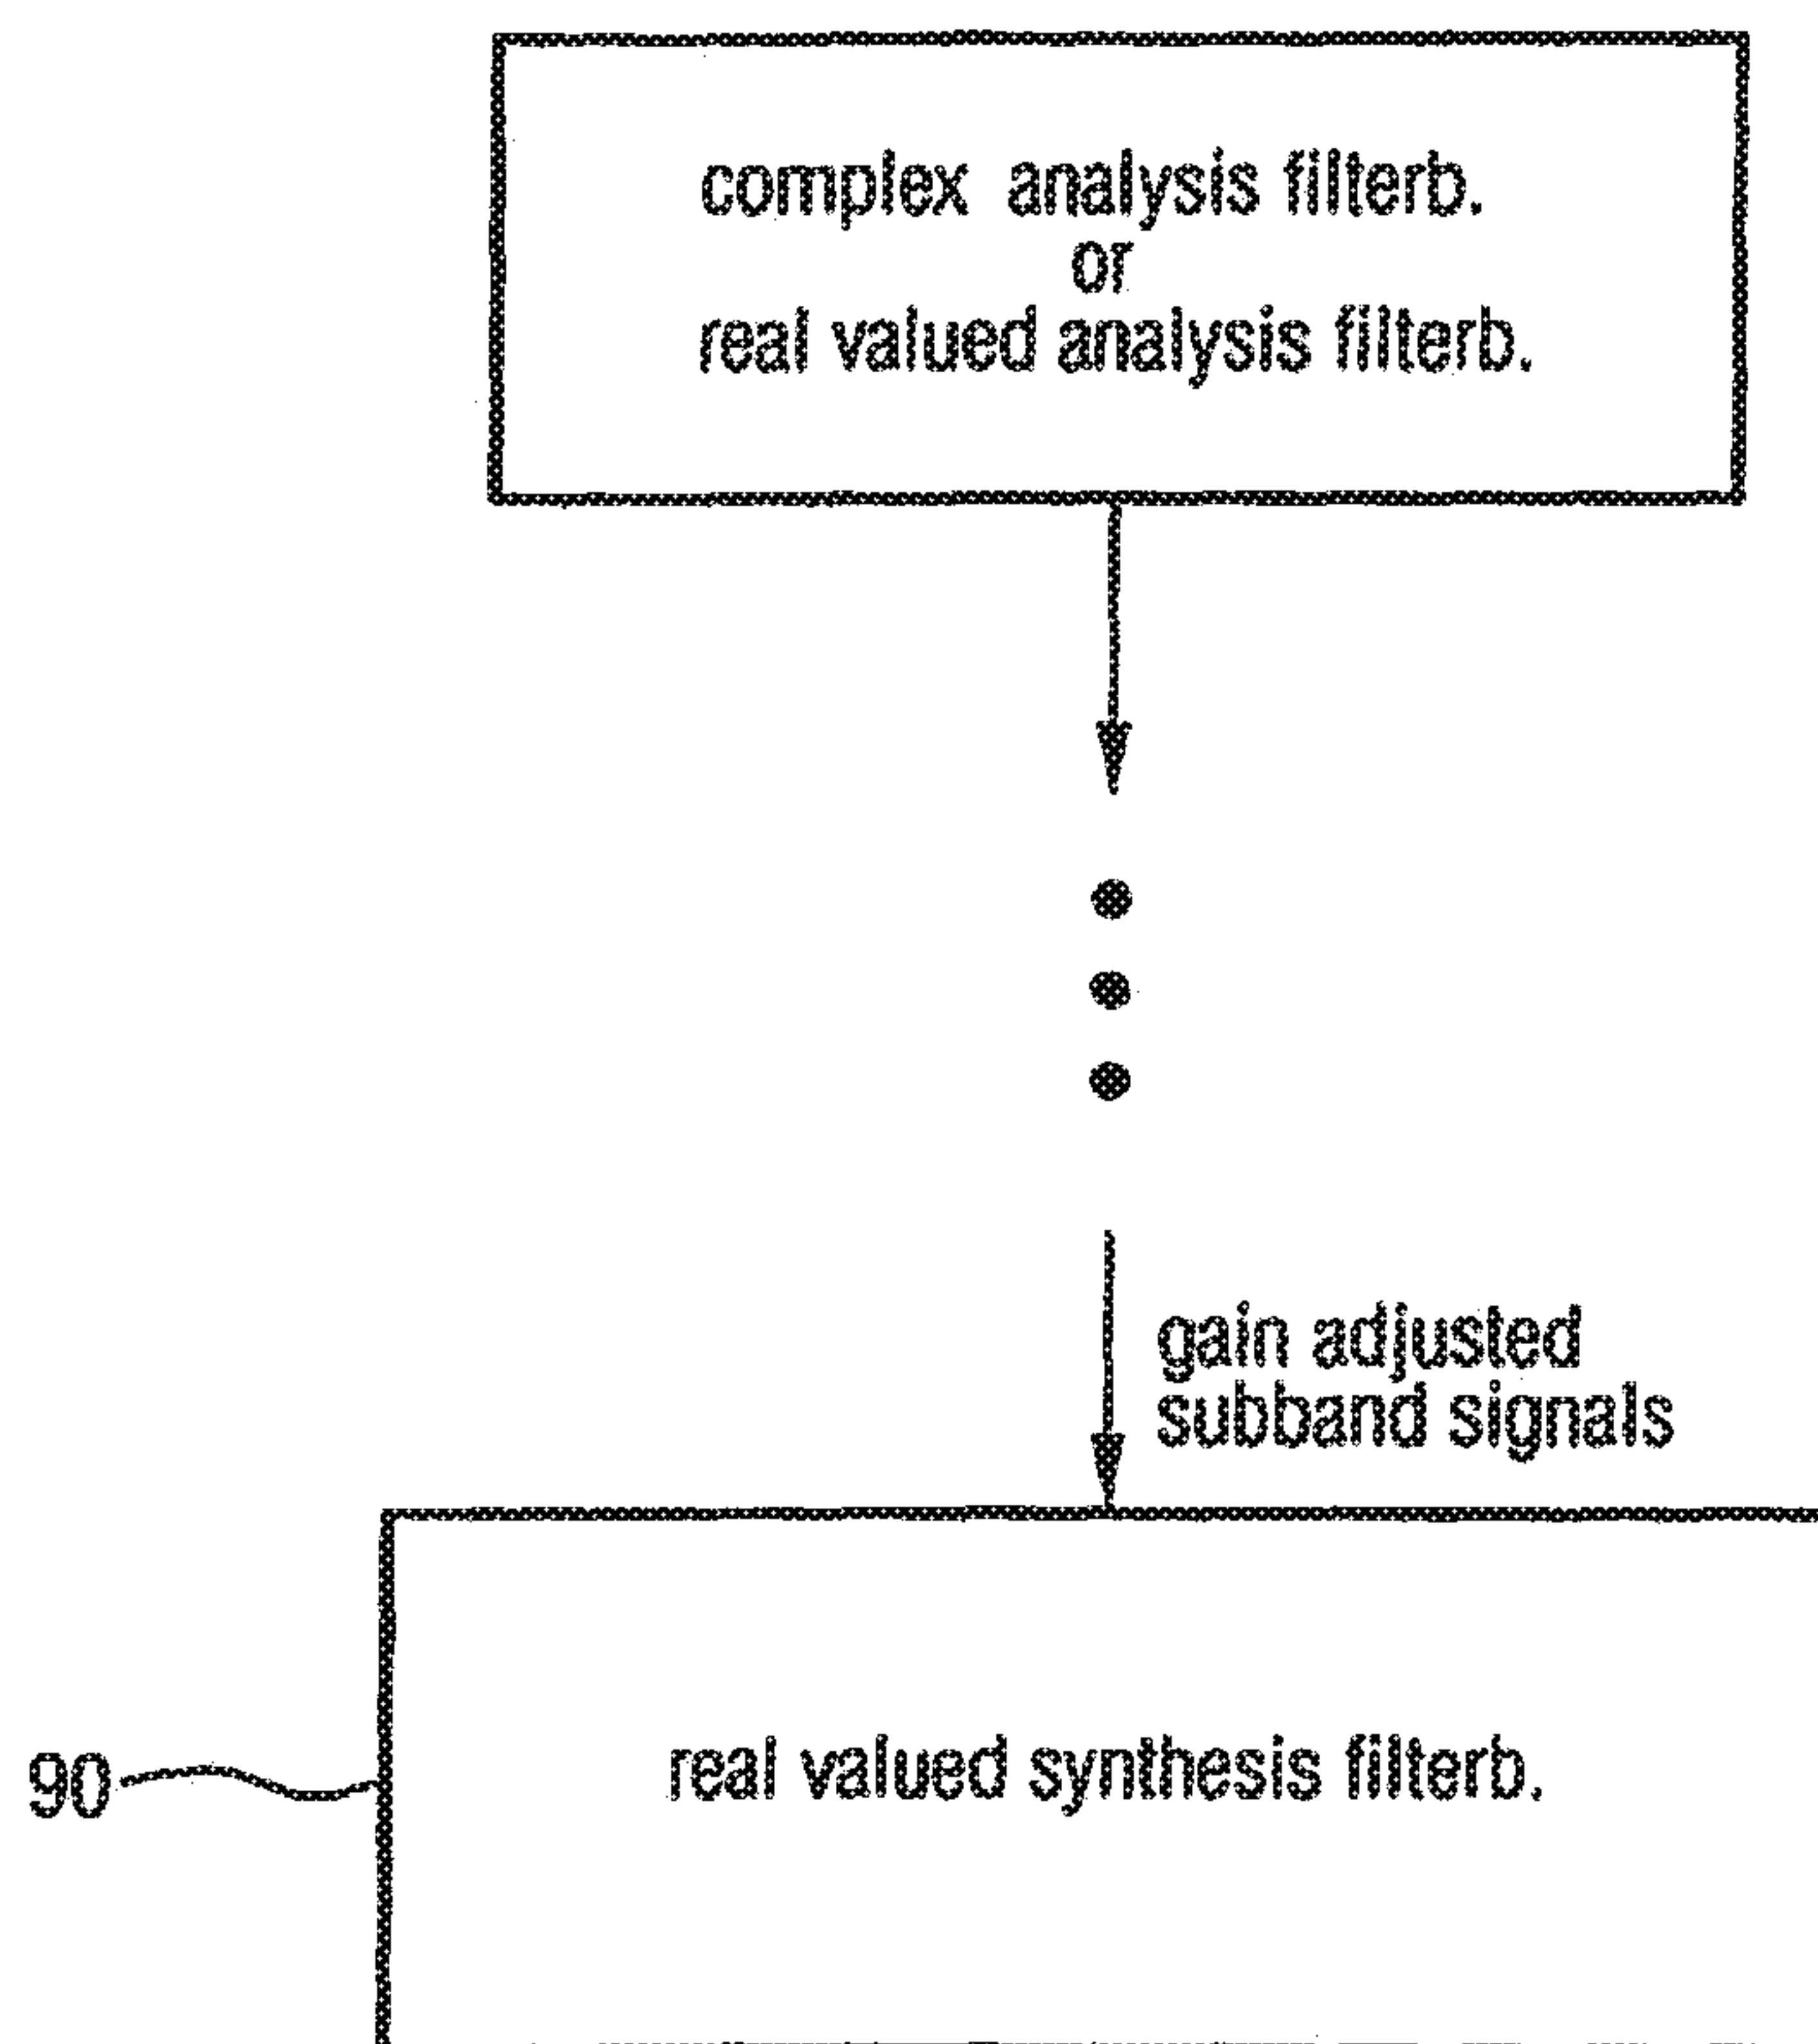 complex analysis filterb.
or
real valued analysis filterb.
gain adjusted
subband signals
90
real valued synthesis filterb.